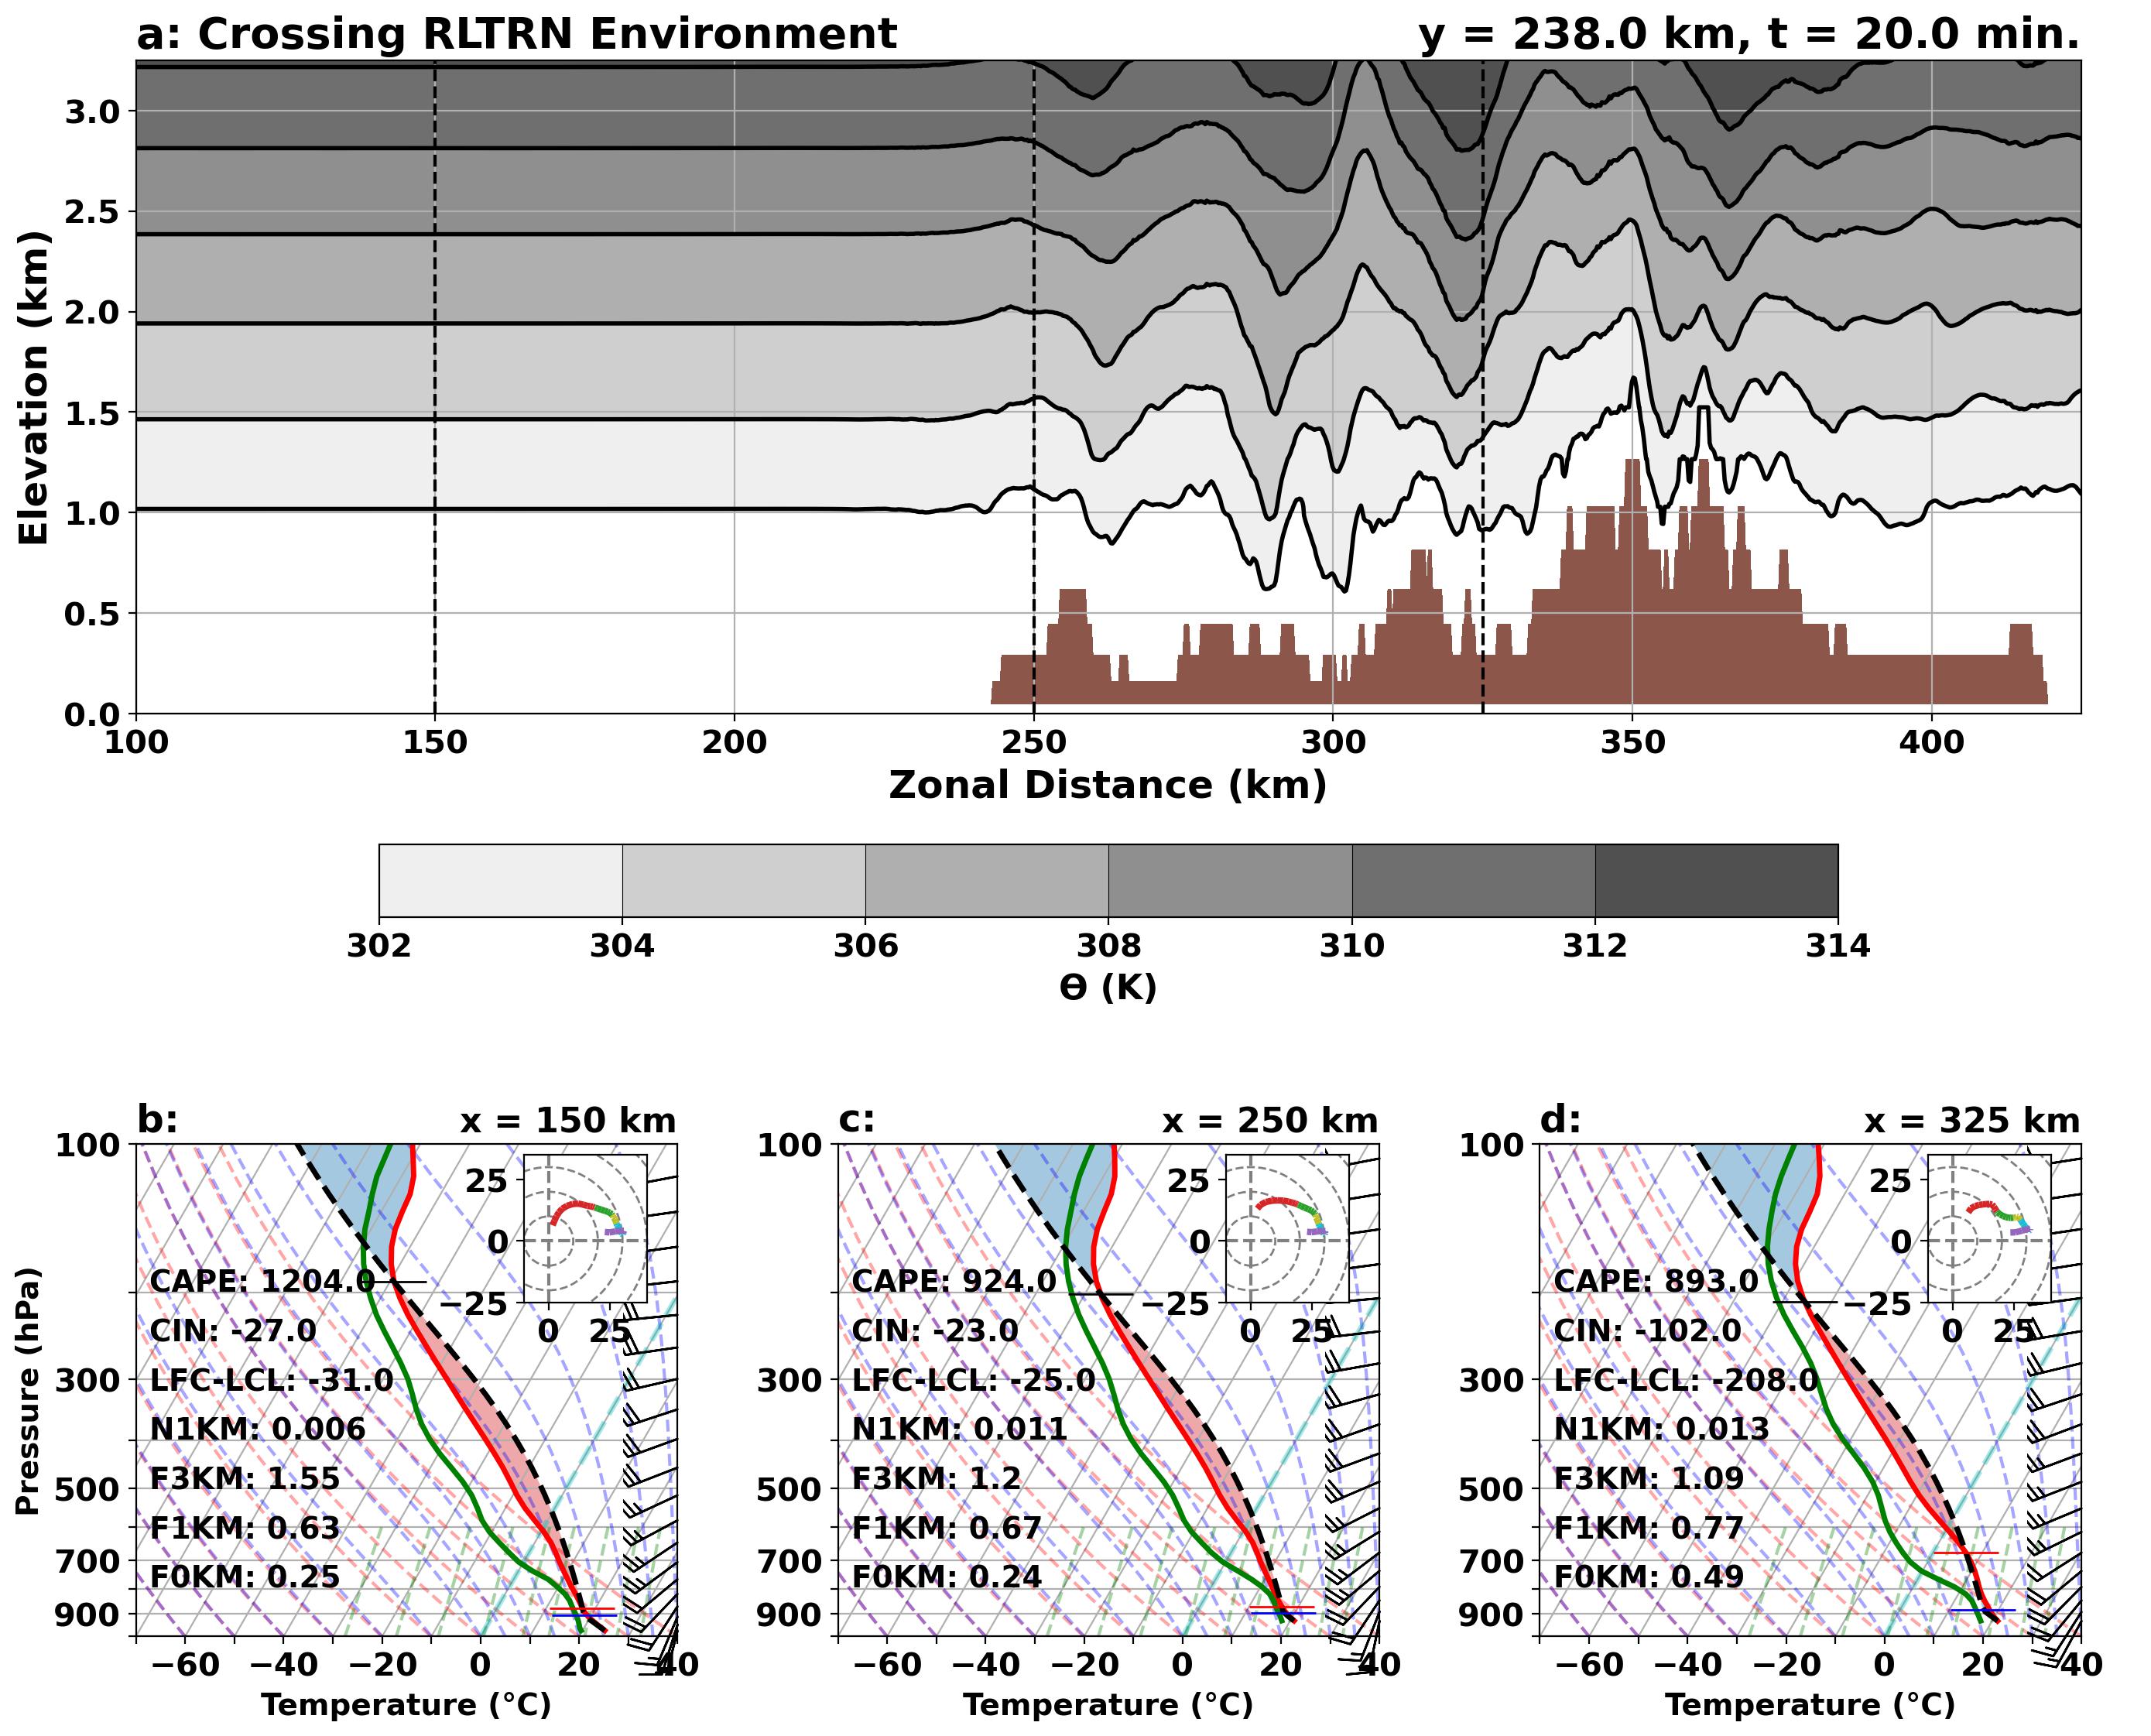 a: Crossing RLTRN Environment
y = 238.0 km, t = 20.0 min.
Elevation (km)
3.0
2.5
2.0
1.5
1.0
0.5
0.0
100 150 200 250 300 350 400
Zonal Distance (km)
302 304 306 308 310 312 314
Θ (K)
b: x = 150 km
Pressure (hPa)
100
300
500
700
900
25
0
−25
0 25
CAPE: 1204.0
CIN: -27.0
LFC-LCL: -31.0
N1KM: 0.006
F3KM: 1.55
F1KM: 0.63
F0KM: 0.25
−60 −40 −20 0 20 40
Temperature (°C)
c: x = 250 km
100
300
500
700
900
25
0
−25
0 25
CAPE: 924.0
CIN: -23.0
LFC-LCL: -25.0
N1KM: 0.011
F3KM: 1.2
F1KM: 0.67
F0KM: 0.24
−60 −40 −20 0 20 40
Temperature (°C)
d: x = 325 km
100
300
500
700
900
25
0
−25
0 25
CAPE: 893.0
CIN: -102.0
LFC-LCL: -208.0
N1KM: 0.013
F3KM: 1.09
F1KM: 0.77
F0KM: 0.49
−60 −40 −20 0 20 40
Temperature (°C)